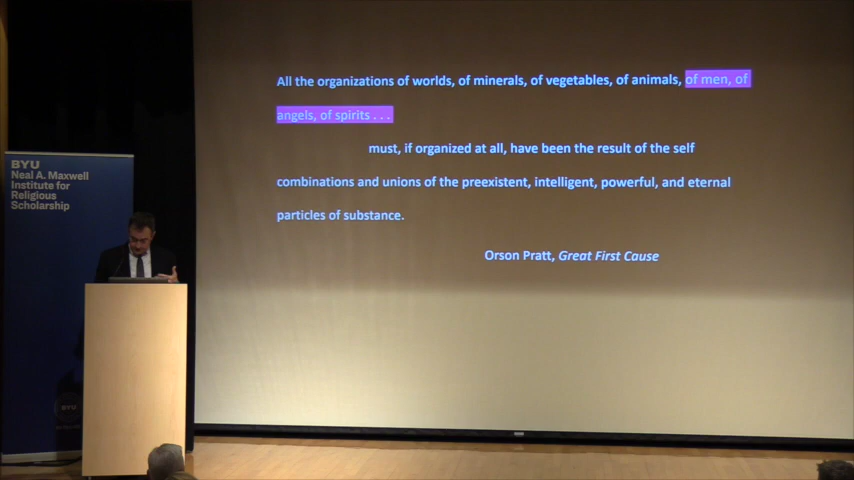 All the organizations of worlds, of minerals, of vegetables, of animals, of men, of
angels, of spirits . . .
must, if organized at all, have been the result of the self
combinations and unions of the preexistent, intelligent, powerful, and eternal
particles of substance.
Orson Pratt, Great First Cause
BYU
Neal A. Maxwell
Institute for
Religious
Scholarship
BYU